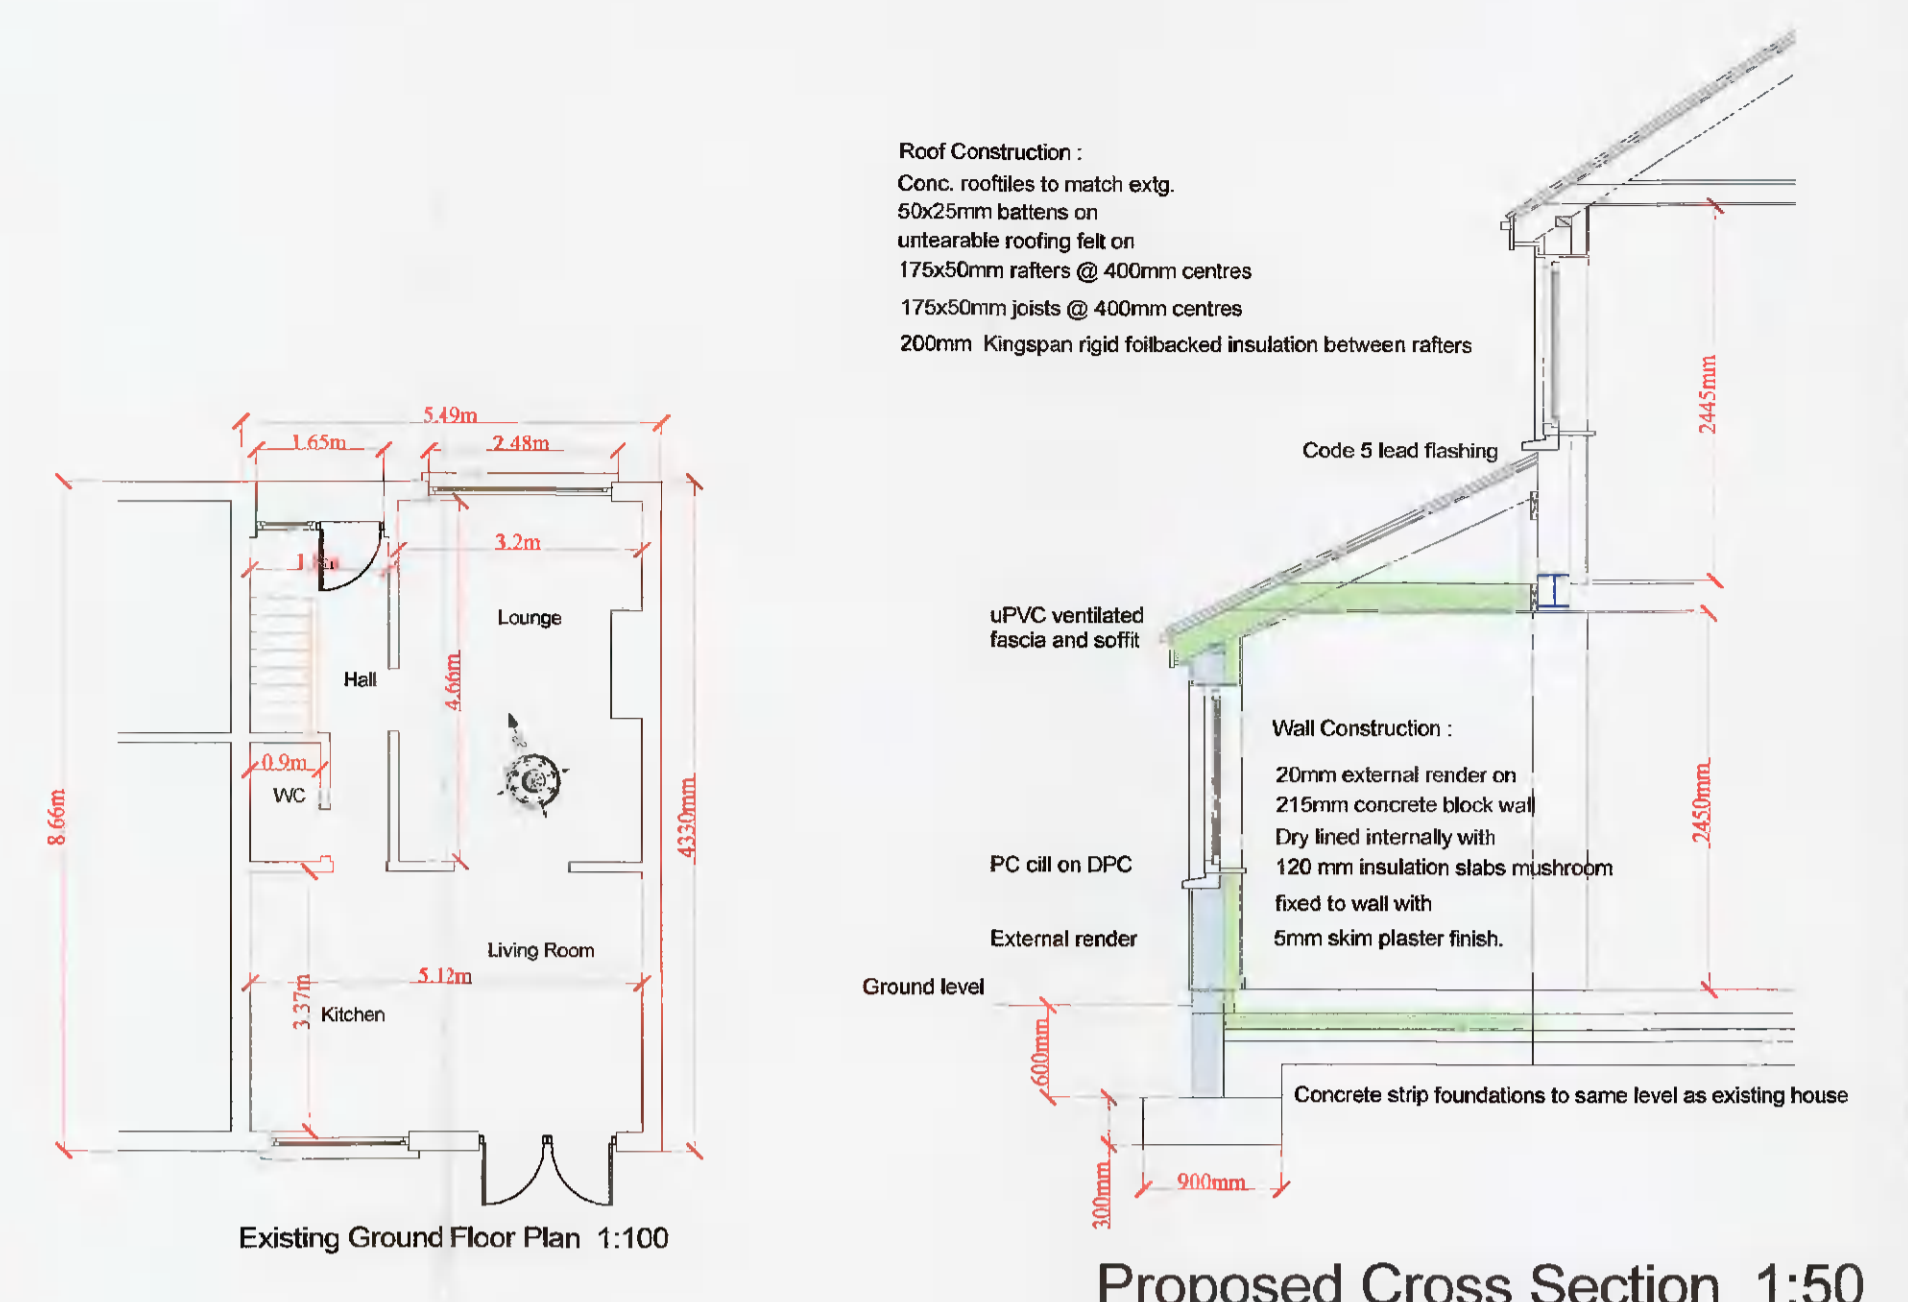 Roof Construction :
Conc. rooftiles to match extg.
50x25mm battens on
untearable roofing felt on
175x50mm rafters @ 400mm centres
175x50mm joists @ 400mm centres
200mm Kingspan rigid foilbacked insulation between rafters
2445mm
Code 5 lead flashing
uPVC ventilated
fascia and soffit
Wall Construction :
20mm external render on
215mm concrete block wall
Dry lined internally with
120 mm insulation slabs mushroom
fixed to wall with
5mm skim plaster finish.
2450mm
PC cill on DPC
External render
Ground level
600mm
Concrete strip foundations to same level as existing house
300mm
900mm
Proposed Cross Section 1:50
5.49m
1.65m
2.48m
3.2m
Lounge
Hall
4.66m
0.9m
WC
8.66m
4330mm
Living Room
5.12m
3.37m
Kitchen
Existing Ground Floor Plan 1:100